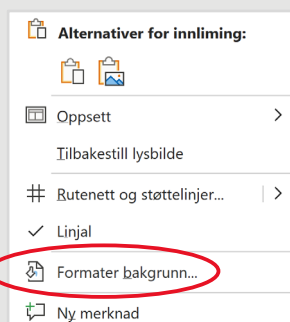 Alternativer for innliming:
Oppsett
Tilbakestill lysbilde
Rutenett og støttelinjer...
Linjal
Formater bakgrunn...
Ny merknad